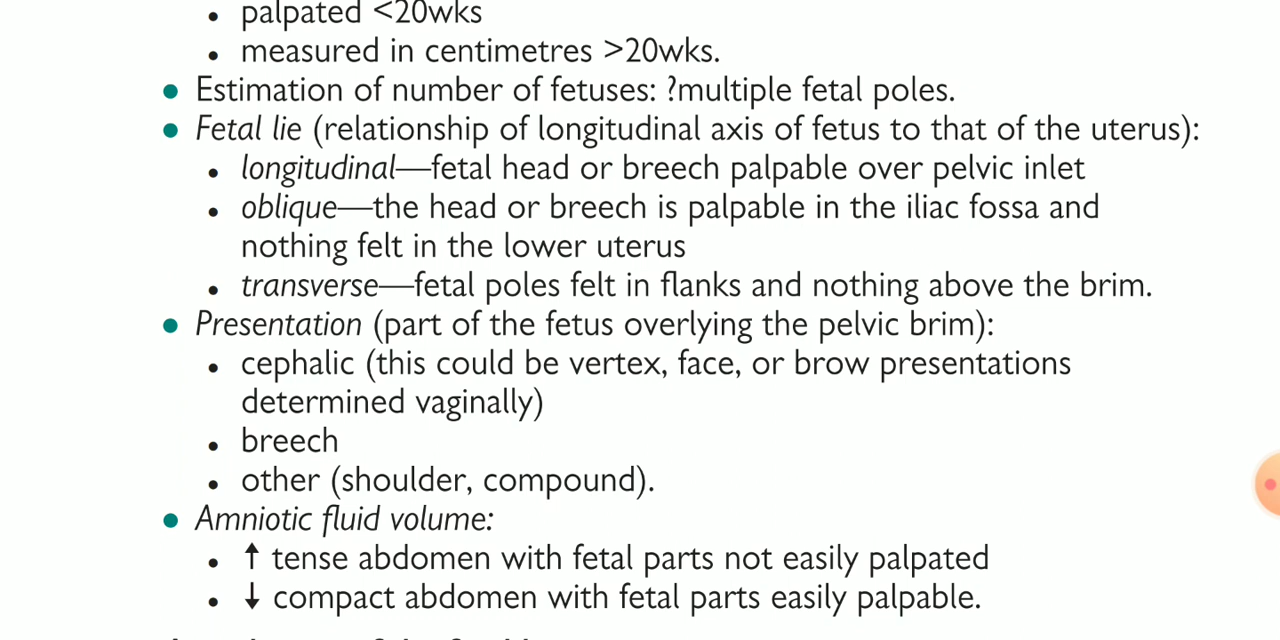 • palpated <20wks
• measured in centimetres >20wks.
● Estimation of number of fetuses: ?multiple fetal poles.
● Fetal lie (relationship of longitudinal axis of fetus to that of the uterus):
• longitudinal—fetal head or breech palpable over pelvic inlet
• oblique—the head or breech is palpable in the iliac fossa and
nothing felt in the lower uterus
• transverse—fetal poles felt in flanks and nothing above the brim.
● Presentation (part of the fetus overlying the pelvic brim):
• cephalic (this could be vertex, face, or brow presentations
determined vaginally)
• breech
• other (shoulder, compound).
● Amniotic fluid volume:
• ↑ tense abdomen with fetal parts not easily palpated
• ↓ compact abdomen with fetal parts easily palpable.